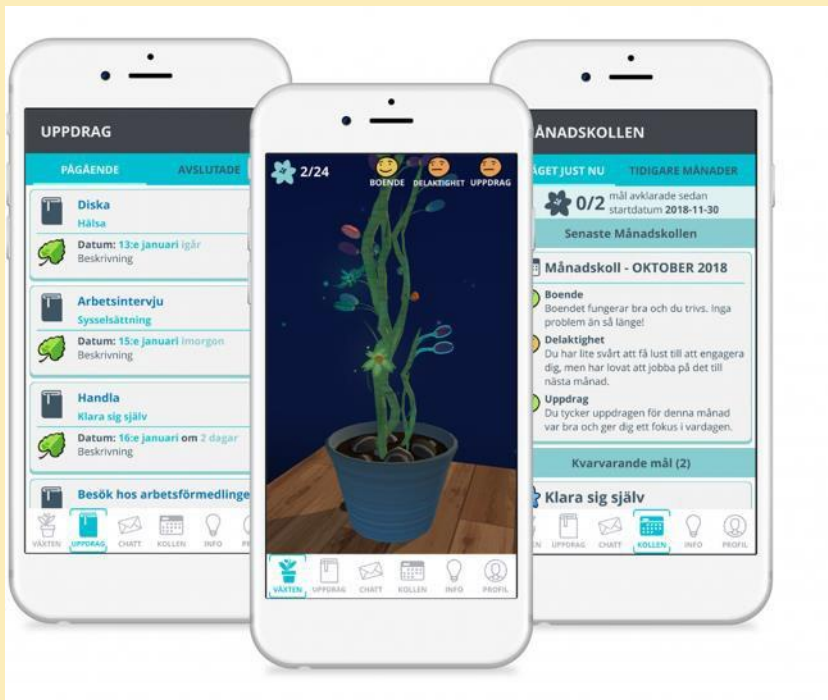 UPPDRAG
PÅGÅENDE AVSLUTADE
Diska
Hälsa
Datum: 13:e januari igår
Beskrivning
Arbetsintervju
Sysselsättning
Datum: 15:e januari imorgon
Beskrivning
Handla
Klara sig själv
Datum: 16:e januari om 2 dagar
Beskrivning
Besök hos arbetsförmedlinge
VÄXTEN UPPDRAG CHATT KOLLEN INFO
2/24
BOENDE DELAKTIGHET UPPDRAG
VÄXTEN UPPDRAG CHATT KOLLEN INFO PROFIL
ÅNADSKOLLEN
ÄGET JUST NU TIDIGARE MÅNADER
0/2 mål avklarade sedan
startdatum 2018-11-30
Senaste Månadskollen
Månadskoll - OKTOBER 2018
Boende
Boendet fungerar bra och du trivs. Inga
problem än så länge!
Delaktighet
Du har lite svårt att få lust till att engagera
dig, men har lovat att jobba på det till
nästa månad.
Uppdrag
Du tycker uppdragen för denna månad
var bra och ger dig ett fokus i vardagen.
Kvarvarande mål (2)
Klara sig själv
UPPDRAG CHATT KOLLEN INFO PROFIL